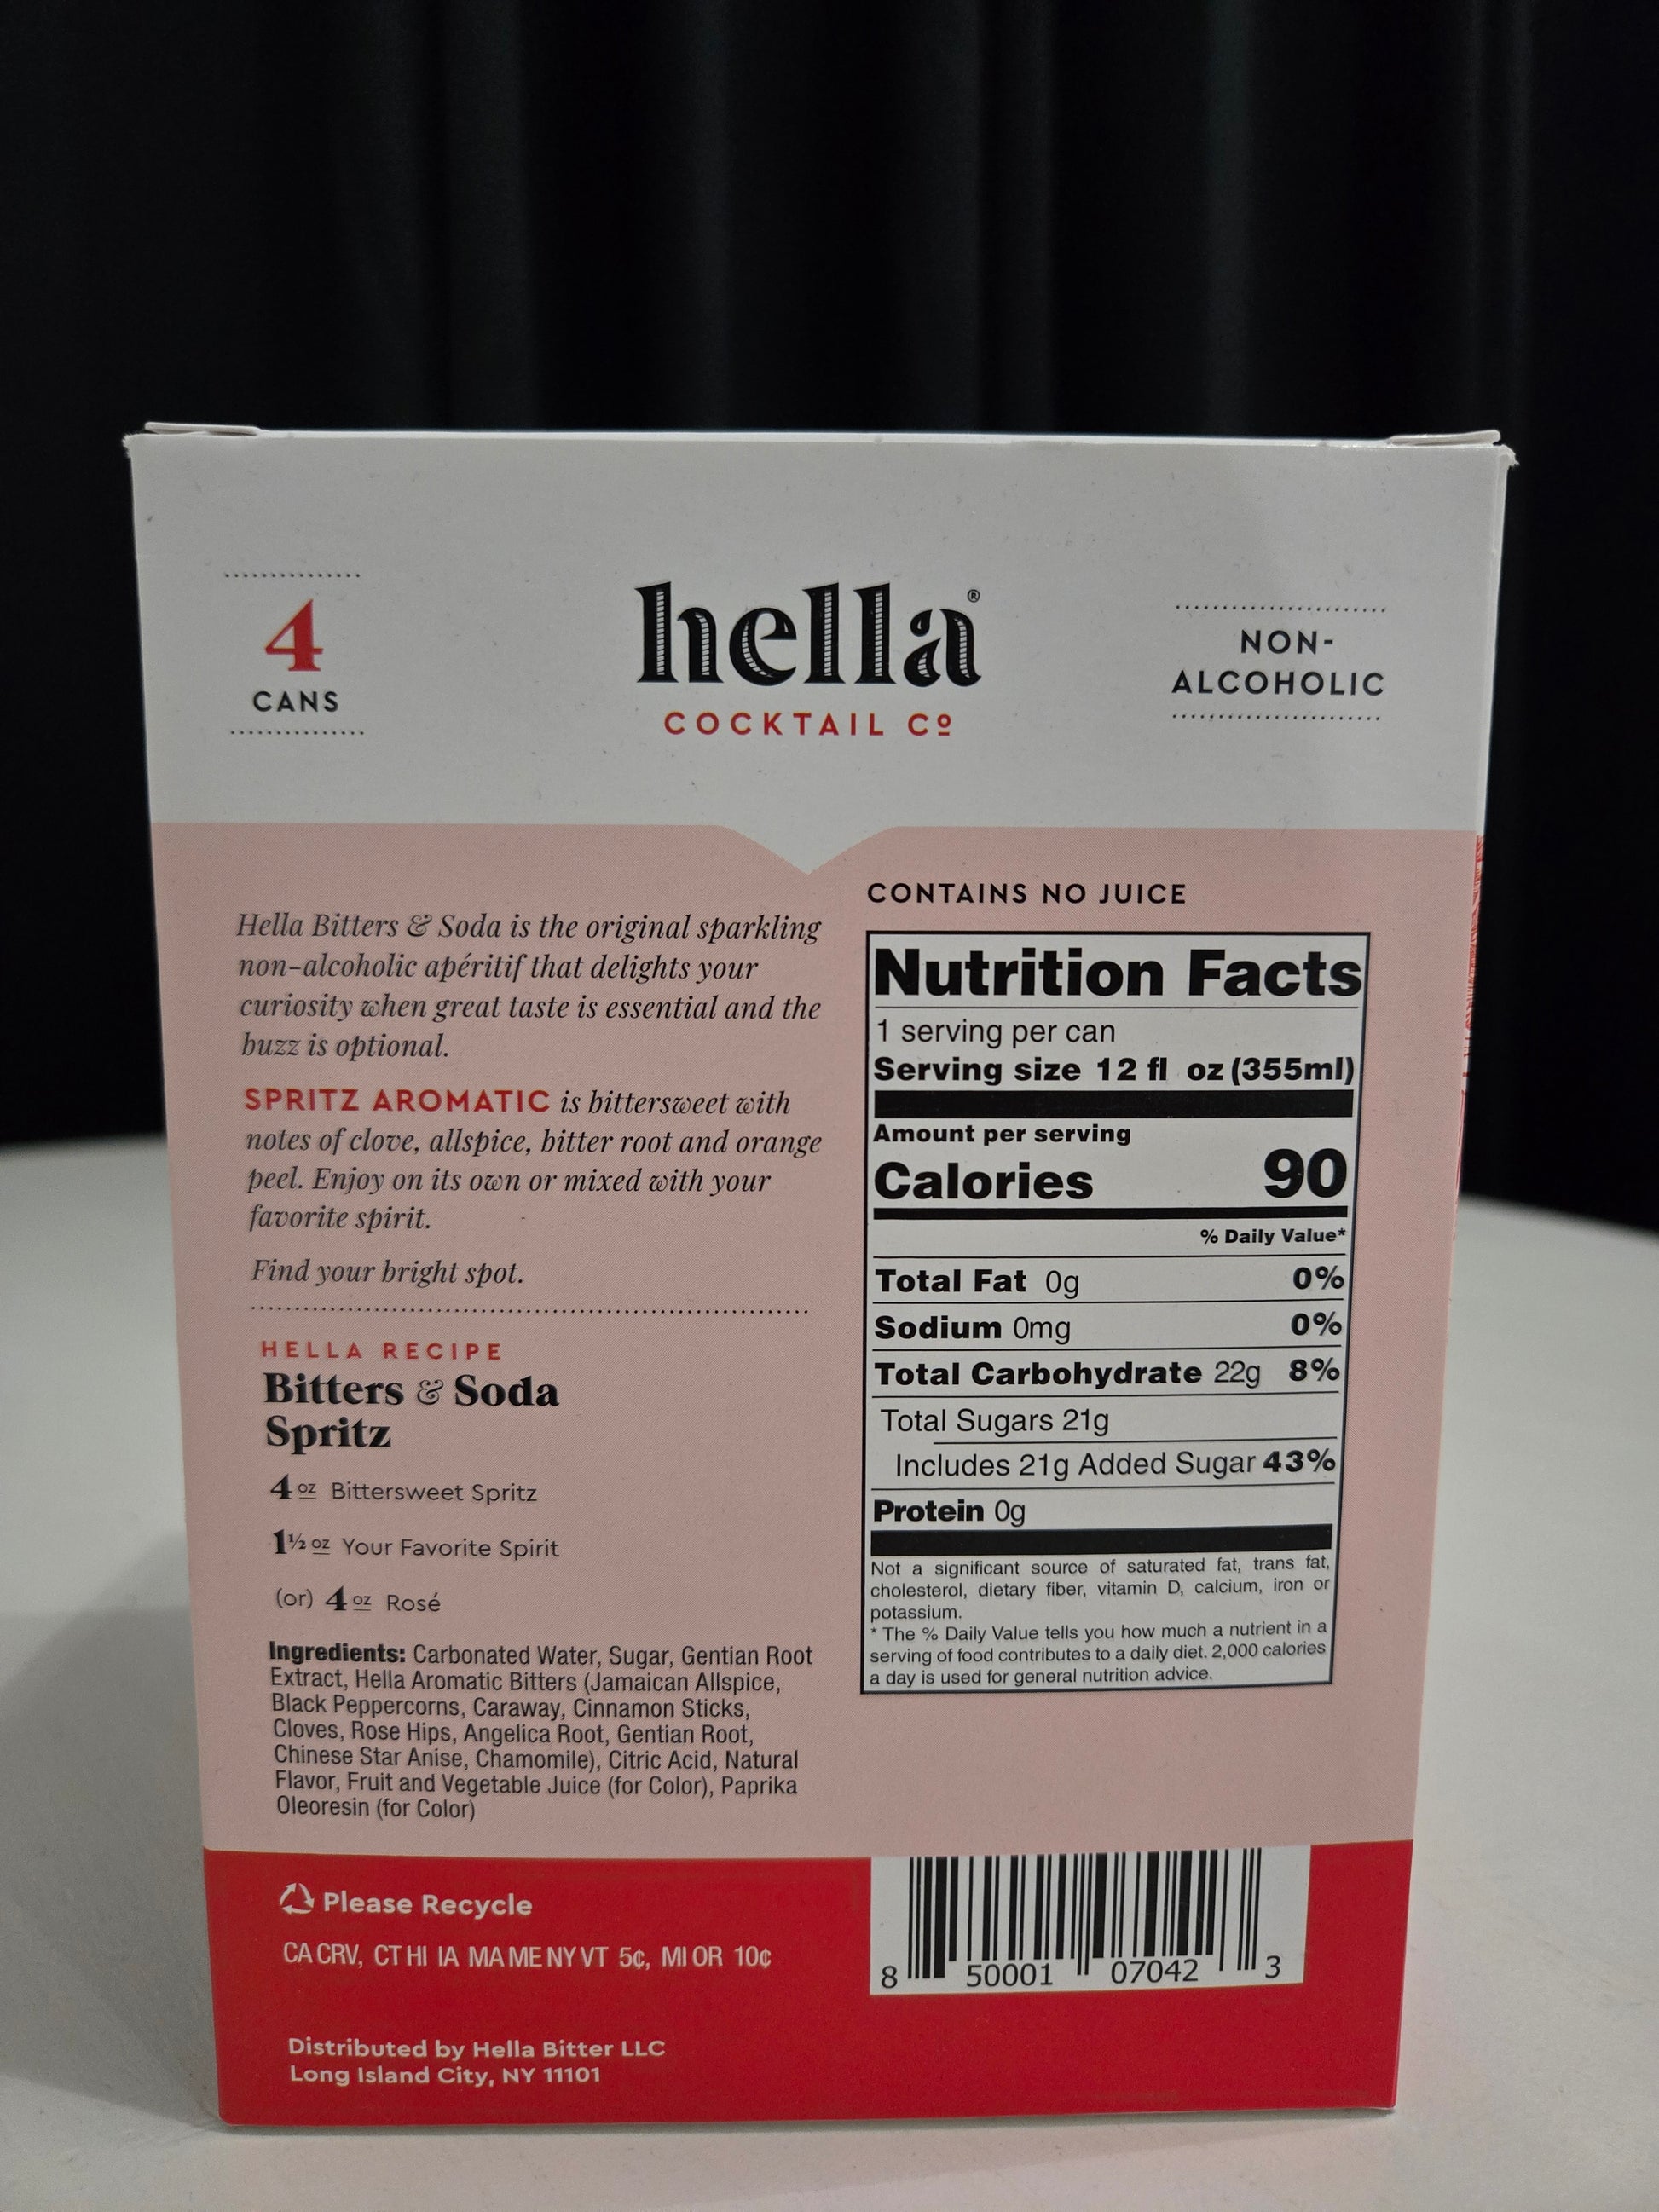 4
CANS
hella®
COCKTAIL Cº
NON-
ALCOHOLIC
Hella Bitters & Soda is the original sparkling
non-alcoholic apéritif that delights your
curiosity when great taste is essential and the
buzz is optional.
SPRITZ AROMATIC is bittersweet with
notes of clove, allspice, bitter root and orange
peel. Enjoy on its own or mixed with your
favorite spirit.
Find your bright spot.
HELLA RECIPE
Bitters & Soda
Spritz
4 oz Bittersweet Spritz
1½ oz Your Favorite Spirit
(or) 4 oz Rosé
Ingredients: Carbonated Water, Sugar, Gentian Root
Extract, Hella Aromatic Bitters (Jamaican Allspice,
Black Peppercorns, Caraway, Cinnamon Sticks,
Cloves, Rose Hips, Angelica Root, Gentian Root,
Chinese Star Anise, Chamomile), Citric Acid, Natural
Flavor, Fruit and Vegetable Juice (for Color), Paprika
Oleoresin (for Color)
CONTAINS NO JUICE
Nutrition Facts
1 serving per can
Serving size 12 fl oz (355ml)
Amount per serving
Calories 90
% Daily Value*
Total Fat 0g 0%
Sodium 0mg 0%
Total Carbohydrate 22g 8%
Total Sugars 21g
Includes 21g Added Sugar 43%
Protein 0g
Not a significant source of saturated fat, trans fat,
cholesterol, dietary fiber, vitamin D, calcium, iron or
potassium.
* The % Daily Value tells you how much a nutrient in a
serving of food contributes to a daily diet. 2,000 calories
a day is used for general nutrition advice.
Please Recycle
CA CRV, CT HI IA MA ME NY VT 5¢, MI OR 10¢
Distributed by Hella Bitter LLC
Long Island City, NY 11101
8 50001 07042 3